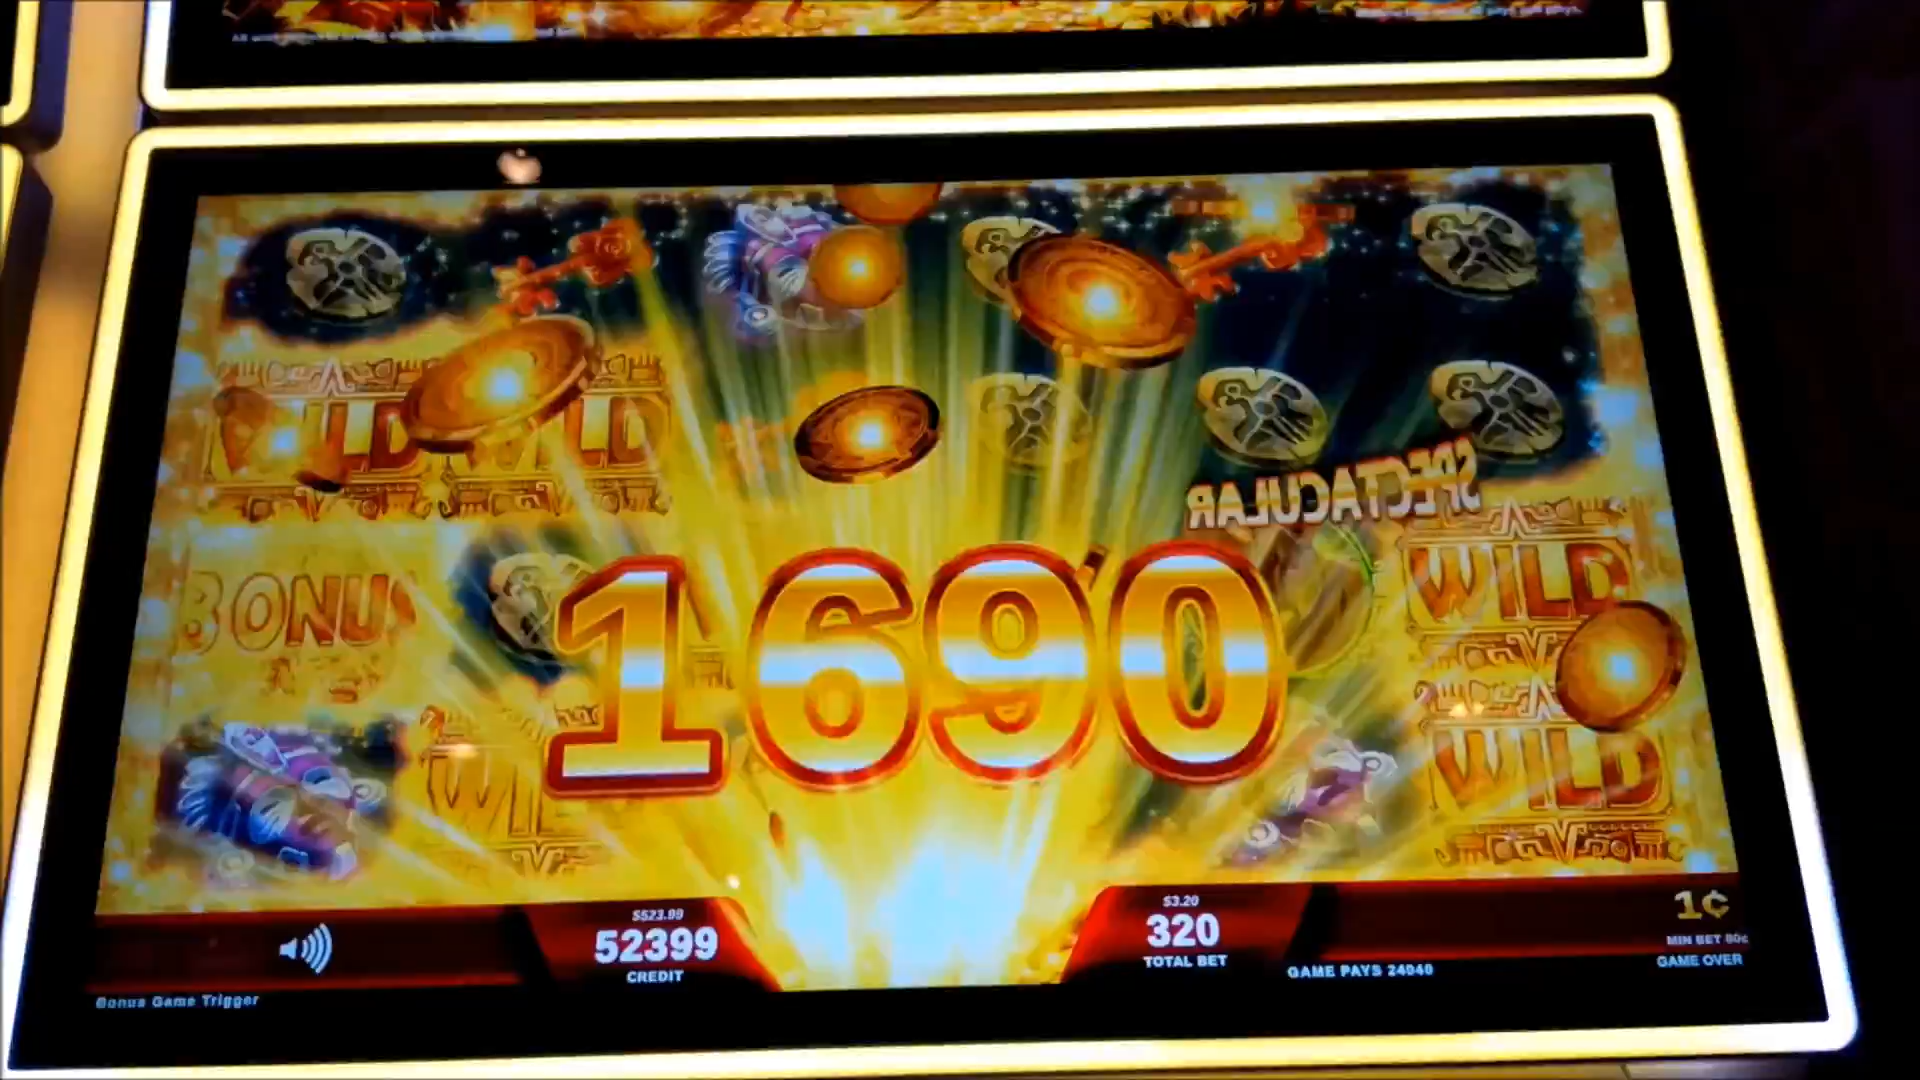 WILD
WILD
SPECTACULAR
BONUS
WILD
1690
WILD
WILD
$523.99
52399
CREDIT
$3.20
320
TOTAL BET
GAME PAYS 24040
1¢
MIN BET 80¢
GAME OVER
Bonus Game Trigger